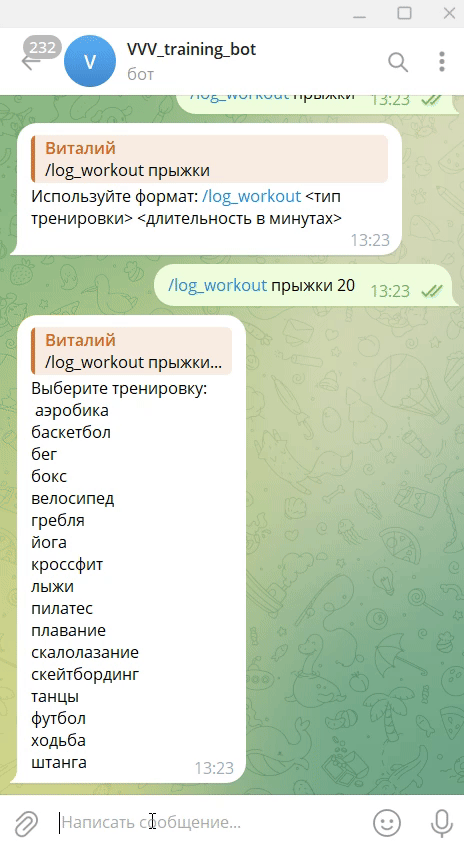 232
V
VVV_training_bot
бот
/log_workout прыжки
13:23
Виталий
/log_workout прыжки
Используйте формат: /log_workout <тип
тренировки> <длительность в минутах>
13:23
/log_workout прыжки 20
13:23
Виталий
/log_workout прыжки...
Выберите тренировку:
аэробика
баскетбол
бег
бокс
велосипед
гребля
йога
кроссфит
лыжи
пилатес
плавание
скалолазание
скейтбординг
танцы
футбол
ходьба
штанга
13:23
Написать сообщение...